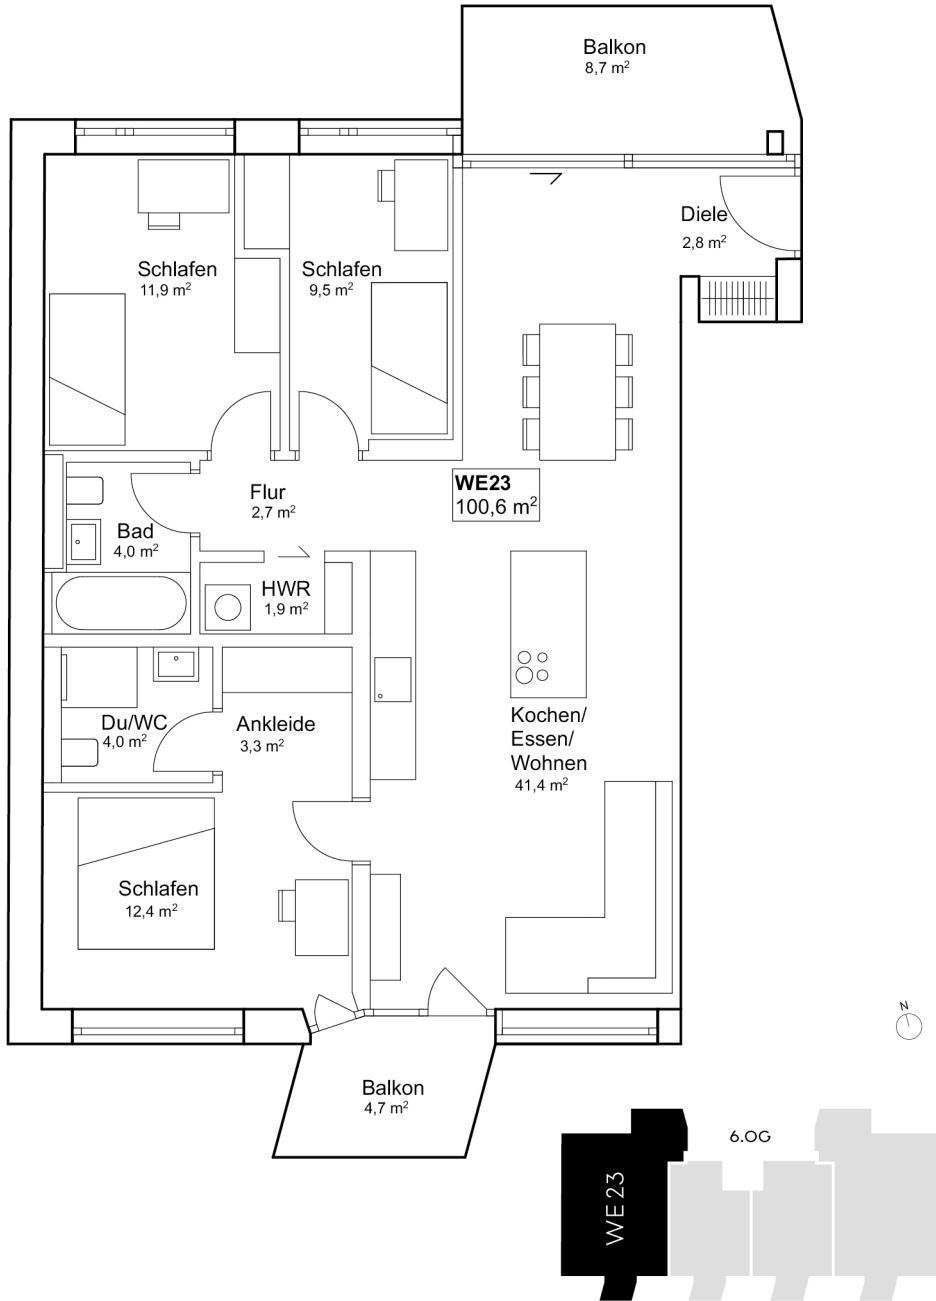 Balkon
8,7 m²
Diele
2,8 m²
Schlafen
11,9 m²
Schlafen
9,5 m²
WE23
100,6 m²
Flur
2,7 m²
Bad
4,0 m²
HWR
1,9 m²
Du/WC
4,0 m²
Ankleide
3,3 m²
Kochen/
Essen/
Wohnen
41,4 m²
Schlafen
12,4 m²
Balkon
4,7 m²
N
6.OG
WE 23